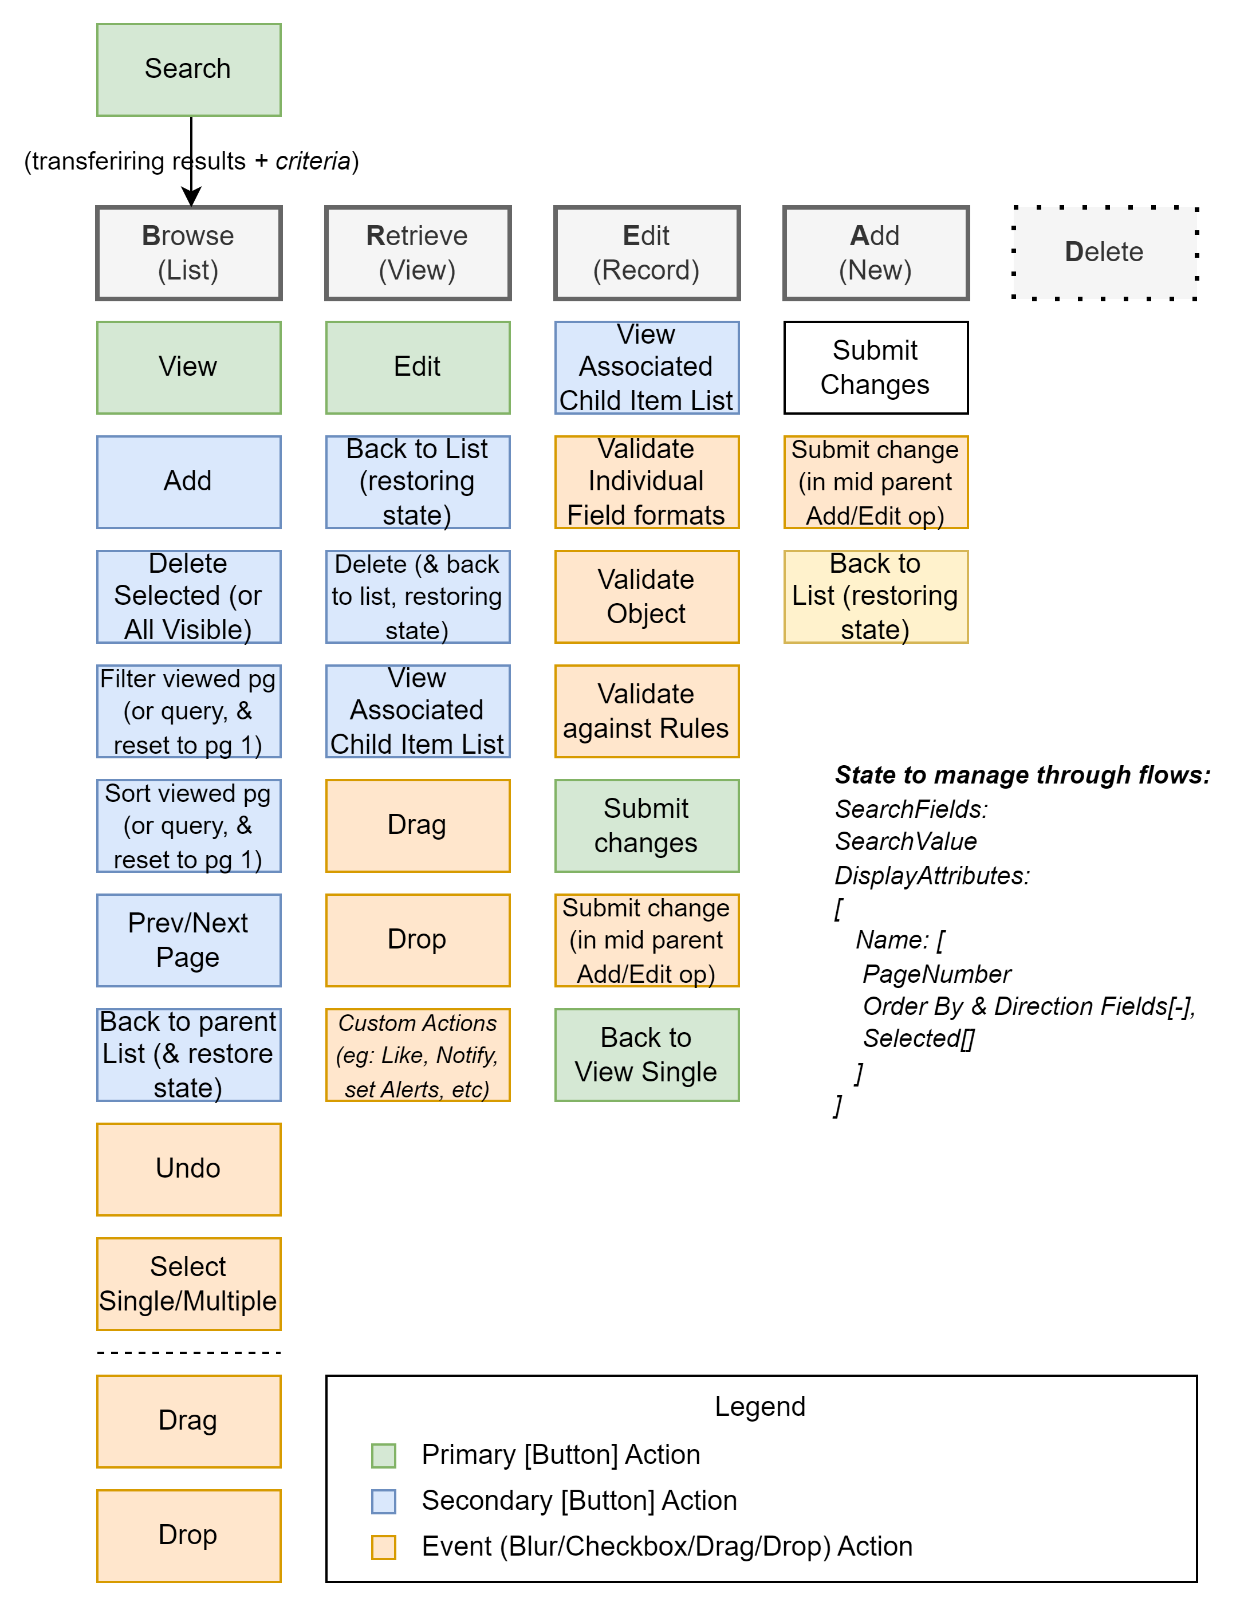 Search
(transferiring results + criteria)
Browse
(List)
Retrieve
(View)
Edit
(Record)
Add
(New)
Delete
View
Add
Delete
Selected (or
All Visible)
Filter viewed pg
(or query, &
reset to pg 1)
Sort viewed pg
(or query, &
reset to pg 1)
Prev/Next
Page
Back to parent
List (& restore
state)
Undo
Select
Single/Multiple
Drag
Drop
Edit
Back to List
(restoring
state)
Delete (& back
to list, restoring
state)
View
Associated
Child Item List
Drag
Drop
Custom Actions
(eg: Like, Notify,
set Alerts, etc)
View
Associated
Child Item List
Validate
Individual
Field formats
Validate
Object
Validate
against Rules
Submit
changes
Submit change
(in mid parent
Add/Edit op)
Back to
View Single
Submit
Changes
Submit change
(in mid parent
Add/Edit op)
Back to
List (restoring
state)
State to manage through flows:
SearchFields:
SearchValue
DisplayAttributes:
[
Name: [
PageNumber
Order By & Direction Fields[-],
Selected[]
]
]
Legend
Primary [Button] Action
Secondary [Button] Action
Event (Blur/Checkbox/Drag/Drop) Action